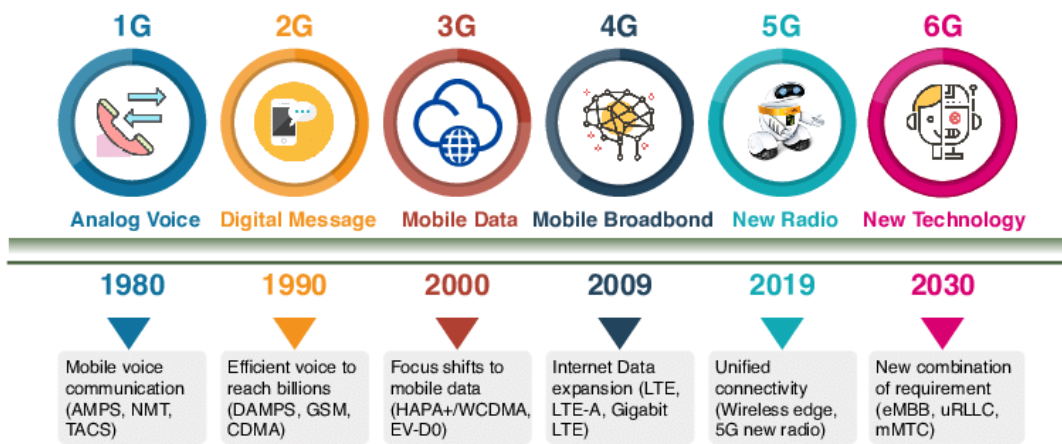 1G 2G 3G 4G 5G 6G
Analog Voice Digital Message Mobile Data Mobile Broadbond New Radio New Technology
1980 1990 2000 2009 2019 2030
Mobile voice
communication
(AMPS, NMT,
TACS)
Efficient voice to
reach billions
(DAMPS, GSM,
CDMA)
Focus shifts to
mobile data
(HAPA+/WCDMA,
EV-D0)
Internet Data
expansion (LTE,
LTE-A, Gigabit
LTE)
Unified
connectivity
(Wireless edge,
5G new radio)
New combination
of requirement
(eMBB, uRLLC,
mMTC)